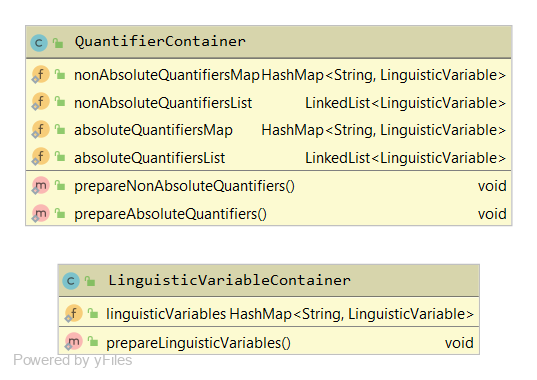 QuantifierContainer
nonAbsoluteQuantifiersMap HashMap<String, LinguisticVariable>
nonAbsoluteQuantifiersList LinkedList<LinguisticVariable>
absoluteQuantifiersMap HashMap<String, LinguisticVariable>
absoluteQuantifiersList LinkedList<LinguisticVariable>
prepareNonAbsoluteQuantifiers() void
prepareAbsoluteQuantifiers() void
LinguisticVariableContainer
linguisticVariables HashMap<String, LinguisticVariable>
prepareLinguisticVariables() void
Powered by yFiles